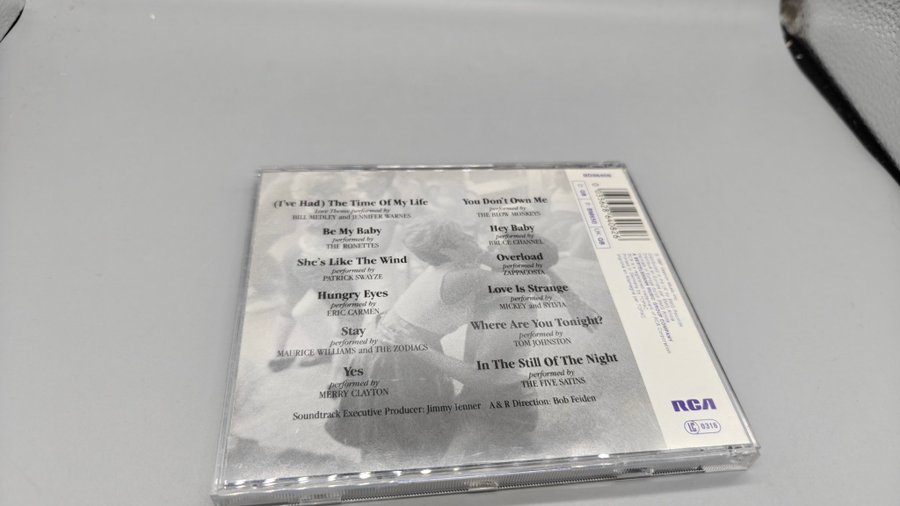 (I've Had) The Time Of My Life
Love Theme performed by
BILL MEDLEY and JENNIFER WARNES
Be My Baby
performed by
THE RONETTES
She's Like The Wind
performed by
PATRICK SWAYZE
Hungry Eyes
performed by
ERIC CARMEN
Stay
performed by
MAURICE WILLIAMS and THE ZODIACS
Yes
performed by
MERRY CLAYTON
You Don't Own Me
performed by
THE BLOW MONKEYS
Hey Baby
performed by
BRUCE CHANNEL
Overload
performed by
ZAPPACOSTA
Love Is Strange
performed by
MICKEY and SYLVIA
Where Are You Tonight?
performed by
TOM JOHNSTON
In The Still Of The Night
performed by
THE FIVE SATINS
Soundtrack Executive Producer: Jimmy Ienner A & R Direction: Bob Feiden
RCA
LC 0316